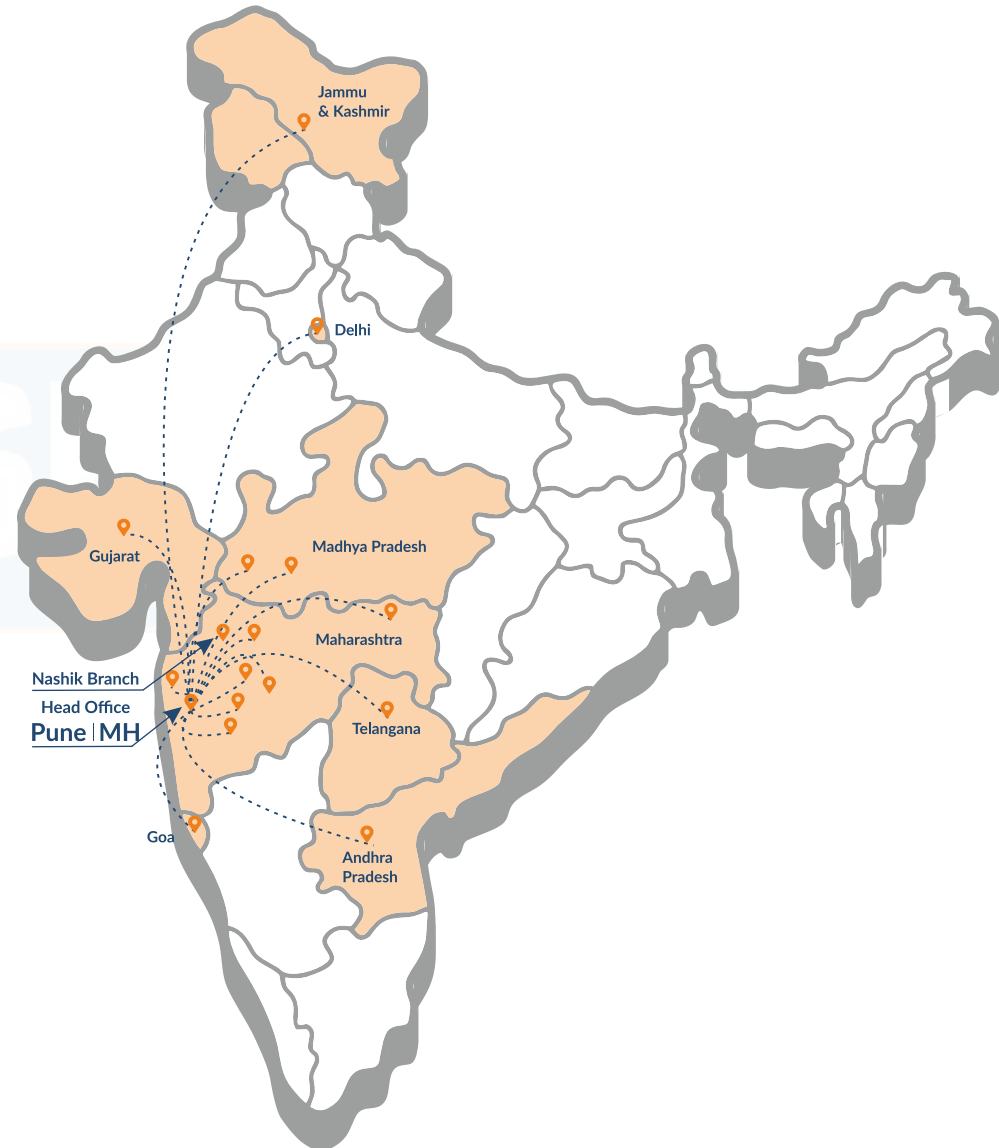 Jammu
& Kashmir
Delhi
Gujarat
Madhya Pradesh
Maharashtra
Nashik Branch
Head Office
Pune | MH
Telangana
Goa
Andhra
Pradesh